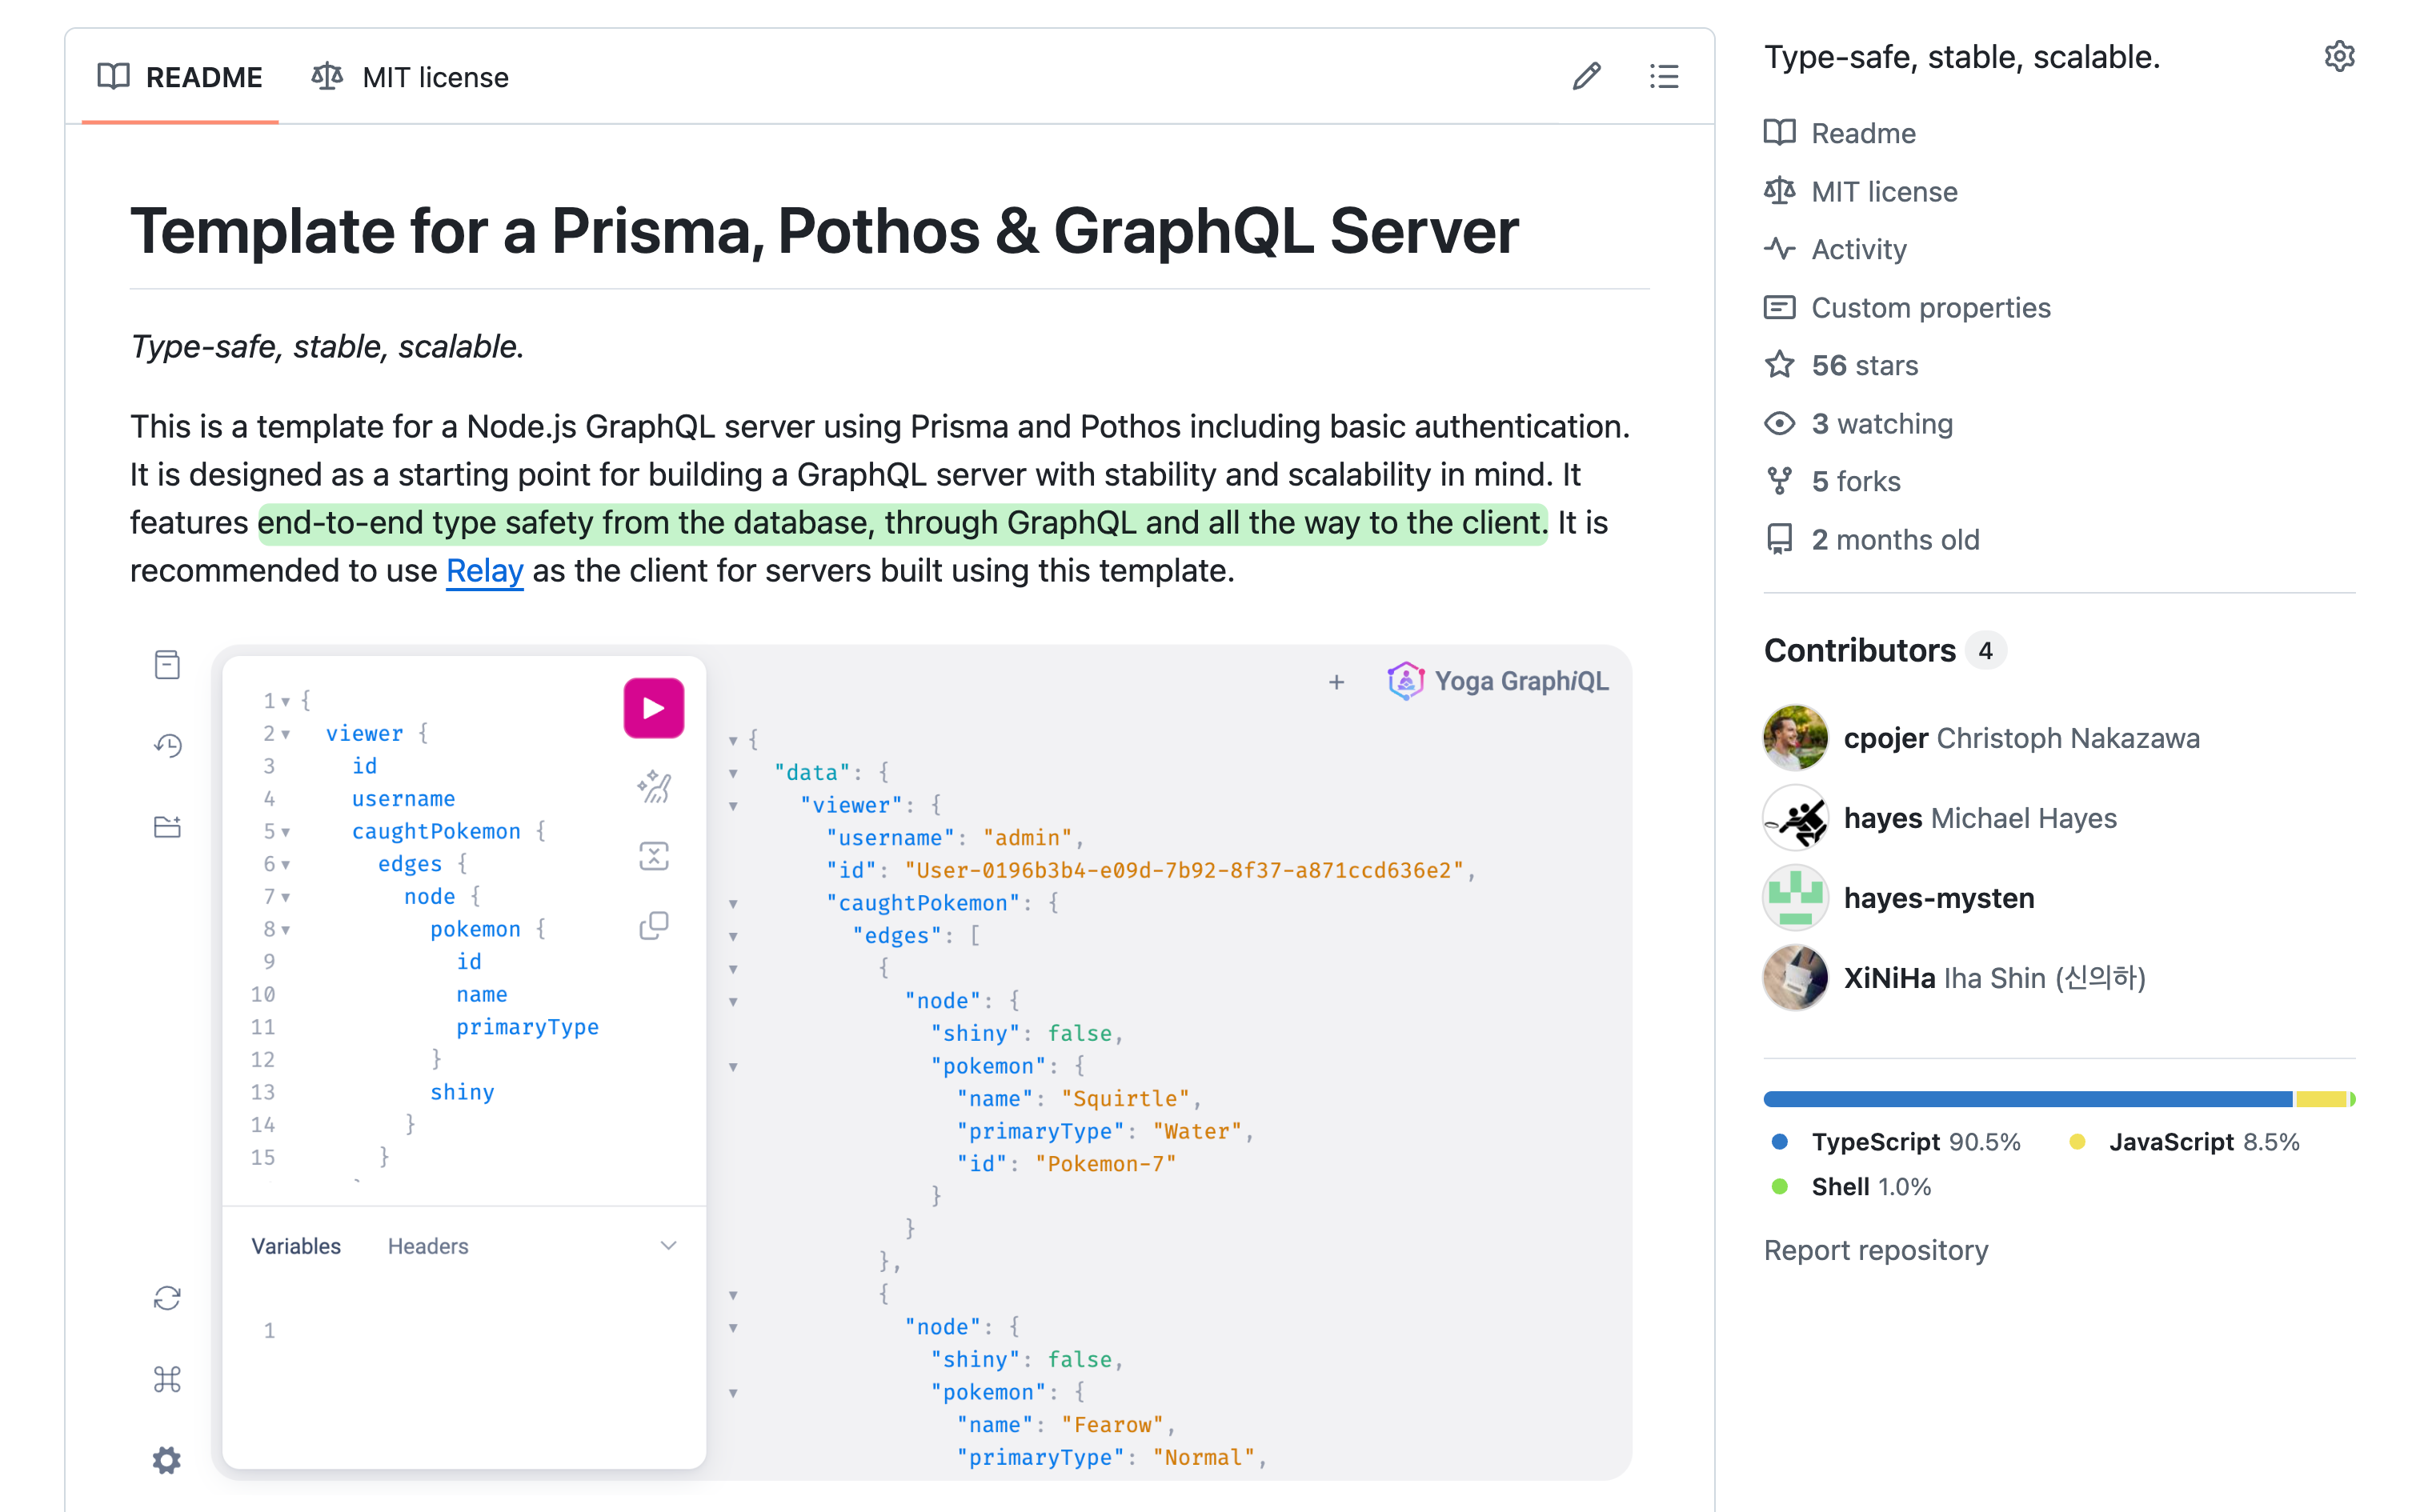 README
MIT license
Template for a Prisma, Pothos & GraphQL Server
Type-safe, stable, scalable.
This is a template for a Node.js GraphQL server using Prisma and Pothos including basic authentication.
It is designed as a starting point for building a GraphQL server with stability and scalability in mind. It
features end-to-end type safety from the database, through GraphQL and all the way to the client. It is
recommended to use Relay as the client for servers built using this template.
1 {
2 viewer {
3 id
4 username
5 caughtPokemon {
6 edges {
7 node {
8 pokemon {
9 id
10 name
11 primaryType
12 }
13 shiny
14 }
15 }
Variables Headers
1
+ Yoga GraphiQL
{
"data": {
"viewer": {
"username": "admin",
"id": "User-0196b3b4-e09d-7b92-8f37-a871ccd636e2",
"caughtPokemon": {
"edges": [
{
"node": {
"shiny": false,
"pokemon": {
"name": "Squirtle",
"primaryType": "Water",
"id": "Pokemon-7"
}
}
},
{
"node": {
"shiny": false,
"pokemon": {
"name": "Fearow",
"primaryType": "Normal",
Type-safe, stable, scalable.
Readme
MIT license
Activity
Custom properties
56 stars
3 watching
5 forks
2 months old
Contributors 4
cpojer Christoph Nakazawa
hayes Michael Hayes
hayes-mysten
XiNiHa Iha Shin (신의하)
TypeScript 90.5% JavaScript 8.5%
Shell 1.0%
Report repository